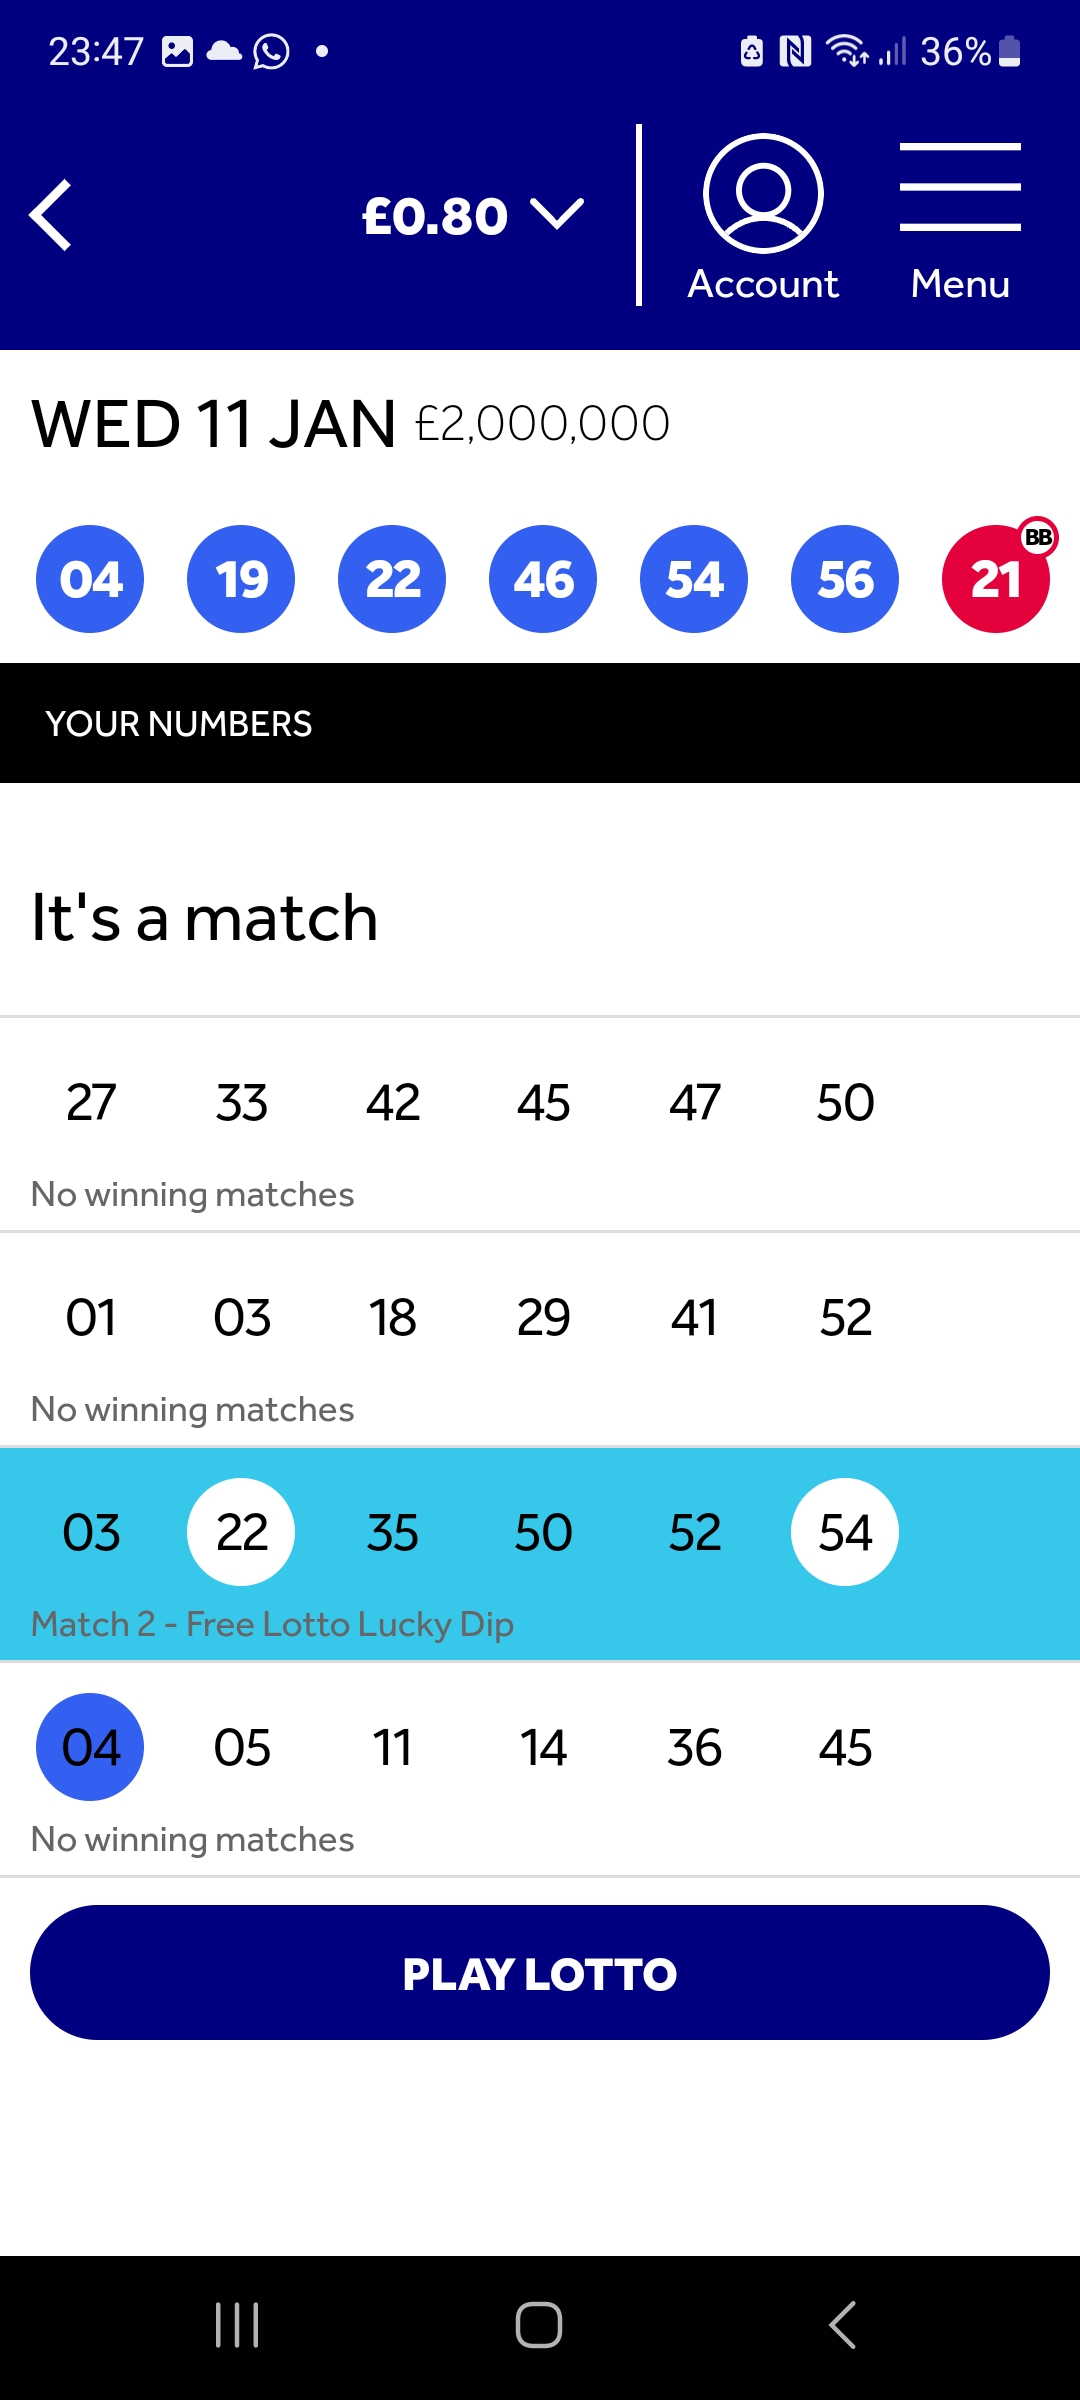 23:47 36%
£0.80
Account Menu
WED 11 JAN £2,000,000
BB
04 19 22 46 54 56 21
YOUR NUMBERS
It's a match
27 33 42 45 47 50
No winning matches
01 03 18 29 41 52
No winning matches
03 22 35 50 52 54
Match 2 - Free Lotto Lucky Dip
04 05 11 14 36 45
No winning matches
PLAY LOTTO